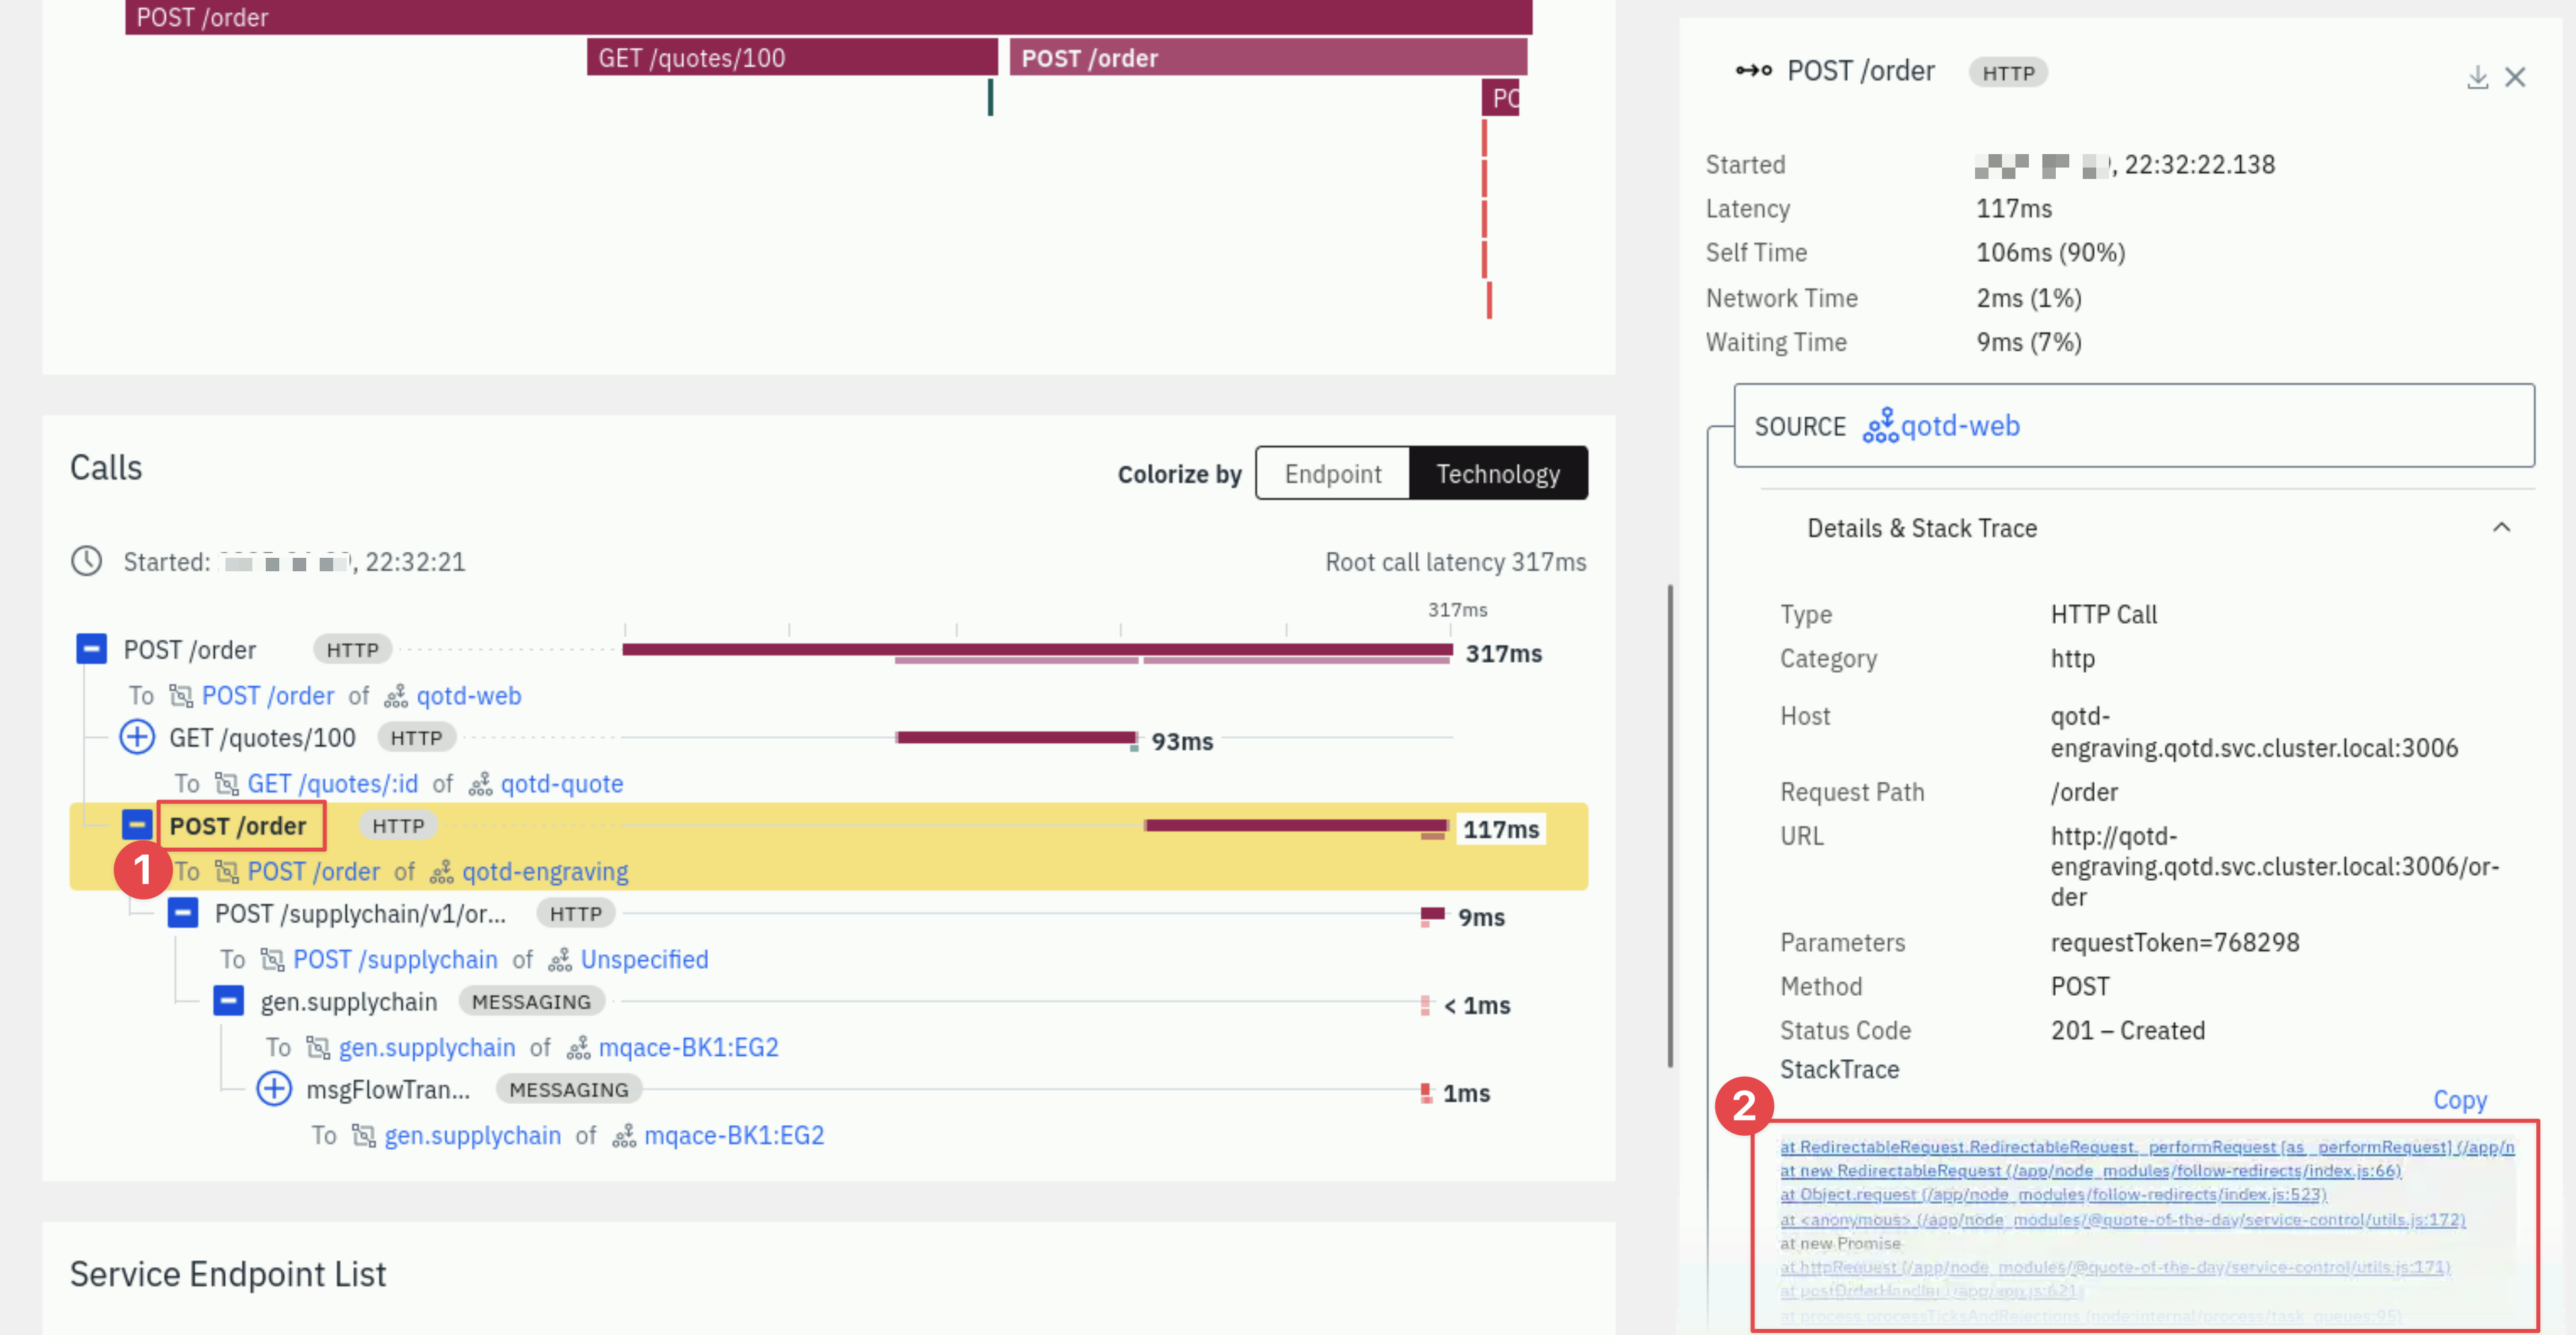 POST /order
GET /quotes/100
POST /order
PO
Calls
Colorize by
Endpoint
Technology
Started:
, 22:32:21
Root call latency 317ms
317ms
POST /order
HTTP
317ms
To POST /order of qotd-web
GET /quotes/100
HTTP
93ms
To GET /quotes/:id of qotd-quote
POST /order
HTTP
117ms
1
To POST /order of qotd-engraving
POST /supplychain/v1/or...
HTTP
9ms
To POST /supplychain of Unspecified
gen.supplychain
MESSAGING
< 1ms
To gen.supplychain of mqace-BK1:EG2
msgFlowTran...
MESSAGING
1ms
To gen.supplychain of mqace-BK1:EG2
Service Endpoint List
POST /order
HTTP
Started
, 22:32:22.138
Latency
117ms
Self Time
106ms (90%)
Network Time
2ms (1%)
Waiting Time
9ms (7%)
SOURCE qotd-web
Details & Stack Trace
Type
HTTP Call
Category
http
Host
qotd-
engraving.qotd.svc.cluster.local:3006
Request Path
/order
URL
http://qotd-
engraving.qotd.svc.cluster.local:3006/or-
der
Parameters
requestToken=768298
Method
POST
Status Code
201 – Created
StackTrace
Copy
2
at RedirectableRequest.RedirectableRequest._performRequest [as _performRequest] (/app/n
at new RedirectableRequest (/app/node_modules/follow-redirects/index.js:66)
at Object.request (/app/node_modules/follow-redirects/index.js:523)
at <anonymous> (/app/node_modules/@quote-of-the-day/service-control/utils.js:172)
at new Promise
at httpRequest (/app/node_modules/@quote-of-the-day/service-control/utils.js:171)
at postOrderHandler (/app/app.js:621)
at process.processTicksAndRejections (node:internal/process/task_queues:95)